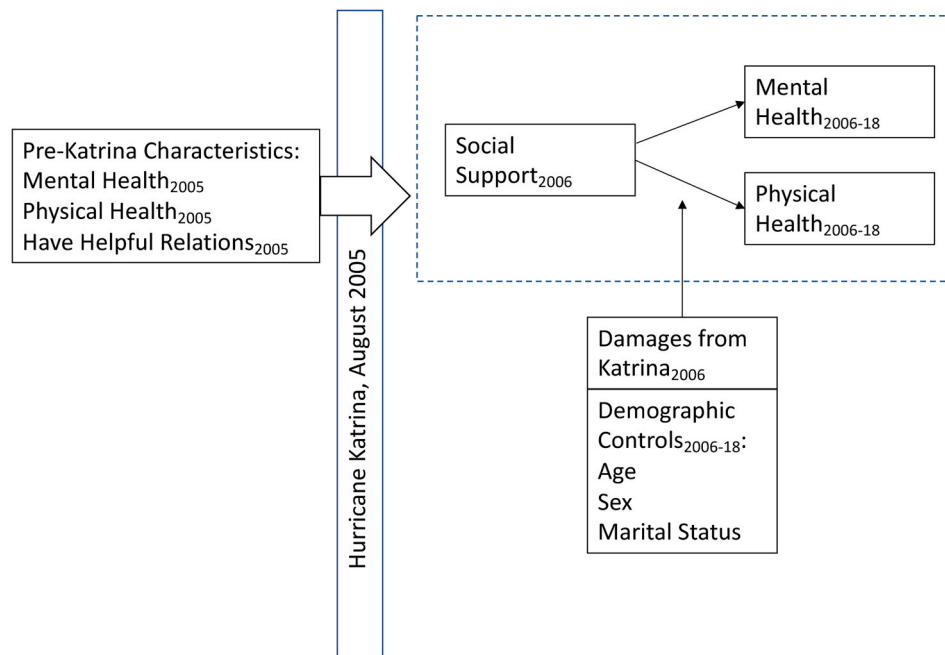 Pre-Katrina Characteristics:
Mental Health2005
Physical Health2005
Have Helpful Relations2005
Hurricane Katrina, August 2005
Social
Support2006
Mental
Health2006-18
Physical
Health2006-18
Damages from
Katrina2006
Demographic
Controls2006-18:
Age
Sex
Marital Status